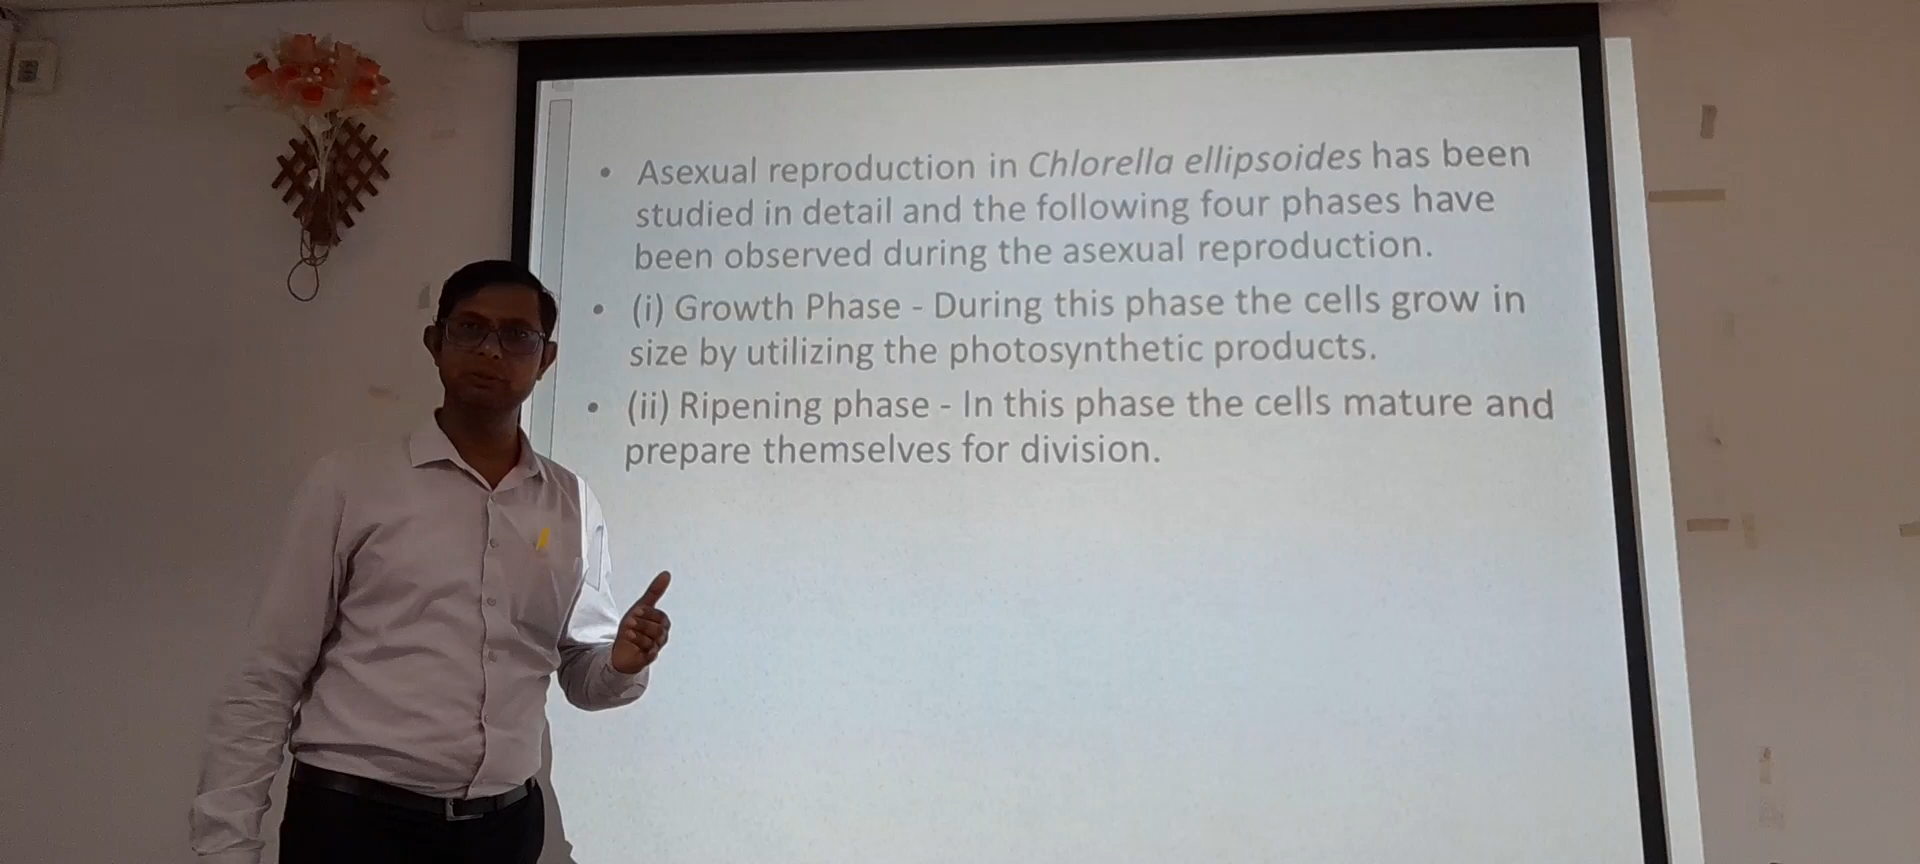 • Asexual reproduction in Chlorella ellipsoides has been
studied in detail and the following four phases have
been observed during the asexual reproduction.
• (i) Growth Phase - During this phase the cells grow in
size by utilizing the photosynthetic products.
• (ii) Ripening phase - In this phase the cells mature and
prepare themselves for division.